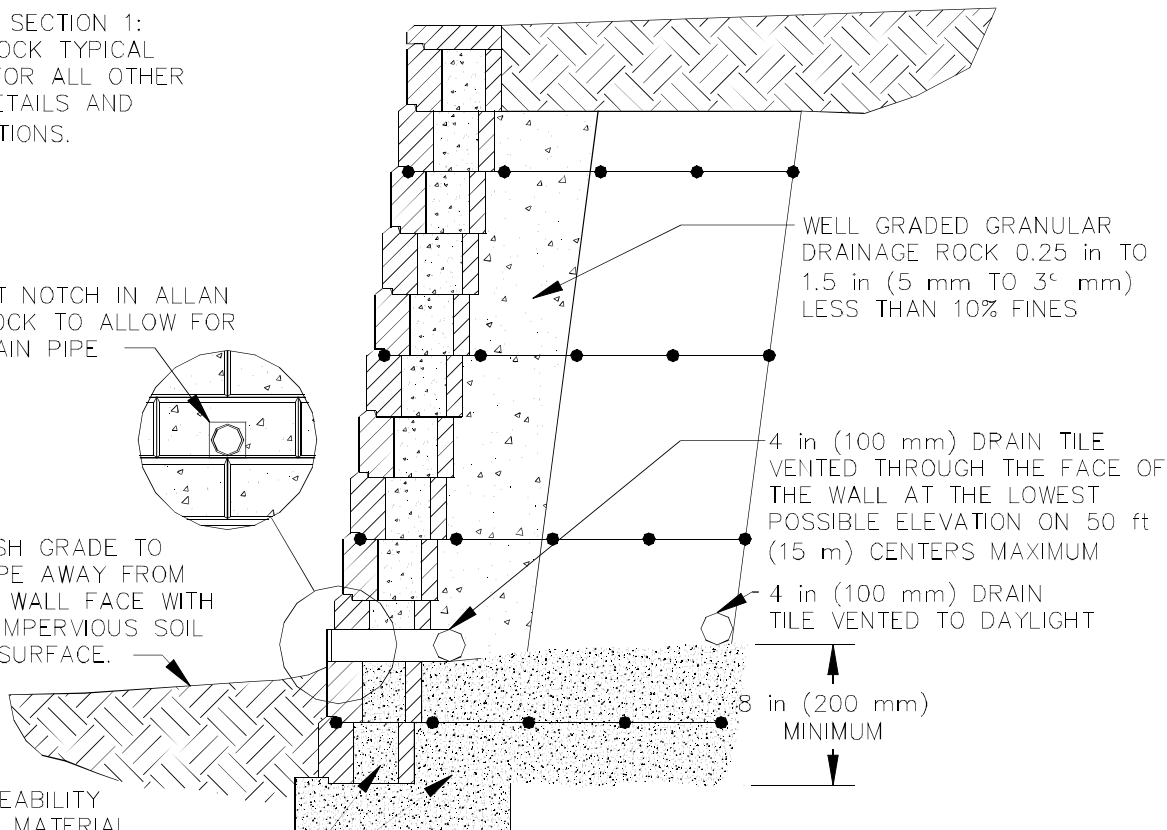 SECTION 1:
OCK TYPICAL
FOR ALL OTHER
ETAILS AND
TIONS.
WELL GRADED GRANULAR
DRAINAGE ROCK 0.25 in TO
1.5 in (5 mm TO mm)
LESS THAN 10% FINES
T NOTCH IN ALLAN
OCK TO ALLOW FOR
AIN PIPE
4 in (100 mm) DRAIN TILE
VENTED THROUGH THE FACE OF
THE WALL AT THE LOWEST
POSSIBLE ELEVATION ON 50 ft
(15 m) CENTERS MAXIMUM
SH GRADE TO
PE AWAY FROM
WALL FACE WITH
MPERVIOUS SOIL
SURFACE.
4 in (100 mm) DRAIN
TILE VENTED TO DAYLIGHT
8 in (200 mm)
MINIMUM
EABILITY
MATERIAL